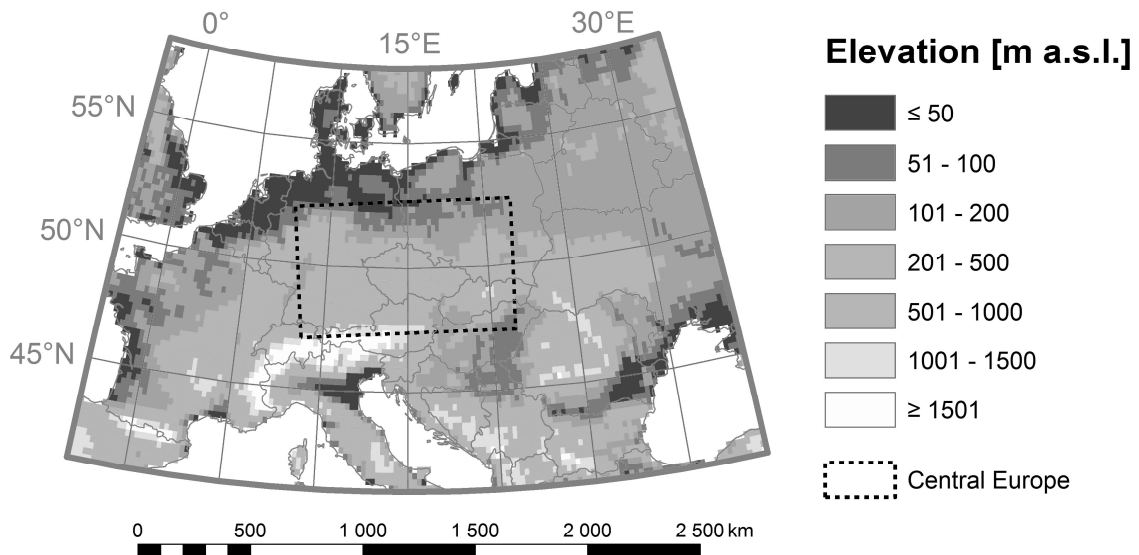 0°
30°E
15°E
55°N
50°N
45°N
Elevation [m a.s.l.]
≤ 50
51 - 100
101 - 200
201 - 500
501 - 1000
1001 - 1500
≥ 1501
Central Europe
0 500 1 000 1 500 2 000 2 500 km